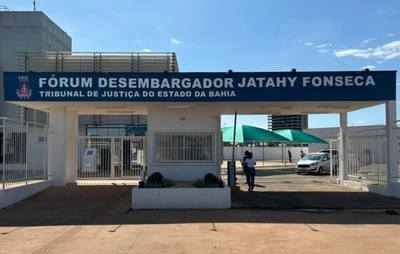 FÓRUM DESEMBARGADOR JATAHY FONSECA
TRIBUNAL DE JUSTIÇA DO ESTADO DA BAHIA